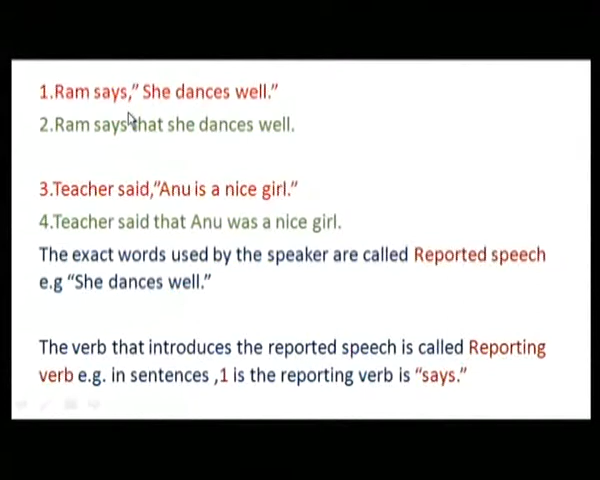 1.Ram says,” She dances well.”
2.Ram says that she dances well.
3.Teacher said,”Anu is a nice girl.”
4.Teacher said that Anu was a nice girl.
The exact words used by the speaker are called Reported speech
e.g “She dances well.”
The verb that introduces the reported speech is called Reporting
verb e.g. in sentences ,1 is the reporting verb is “says.”